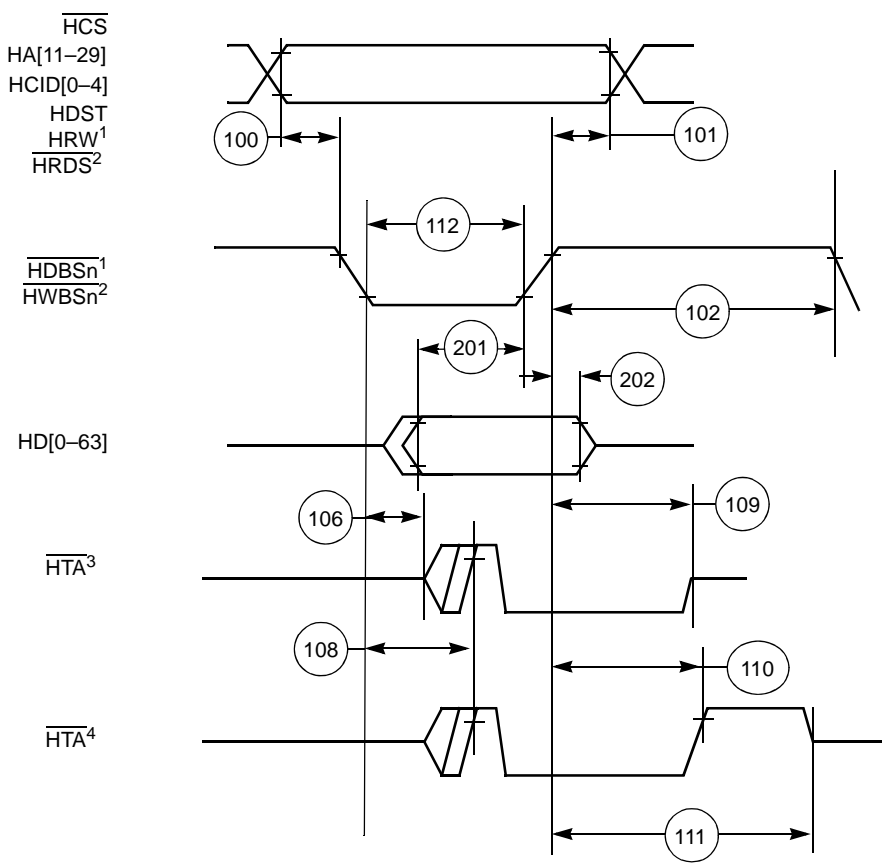 HCS
HA[11–29]
HCID[0–4]
HDST
HRW¹
HRDS²
100
101
112
HDBSn¹
HWBSn²
102
201
202
HD[0–63]
106
109
HTA³
108
110
HTA⁴
111